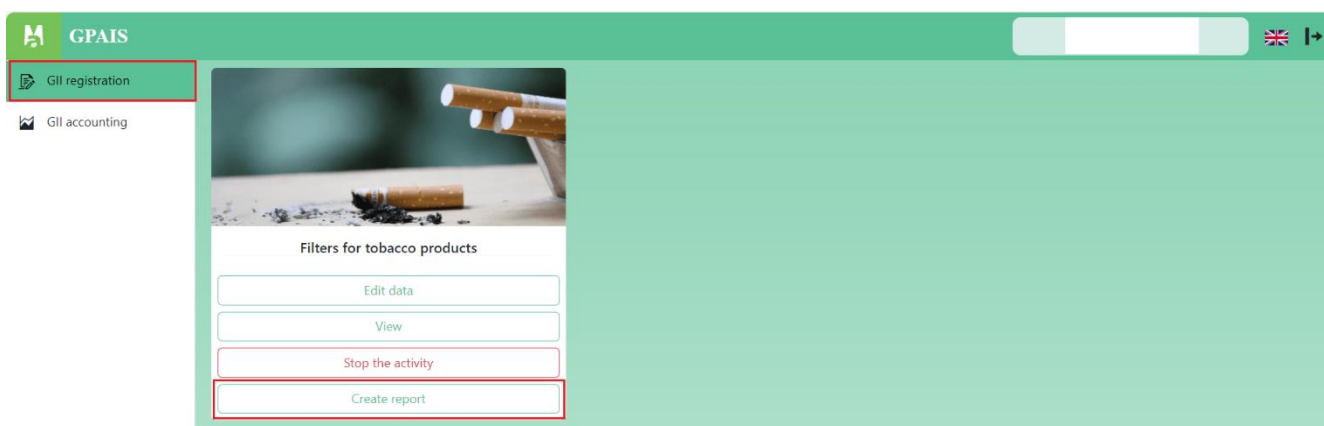 GPAIS
GII registration
GII accounting
Filters for tobacco products
Edit data
View
Stop the activity
Create report